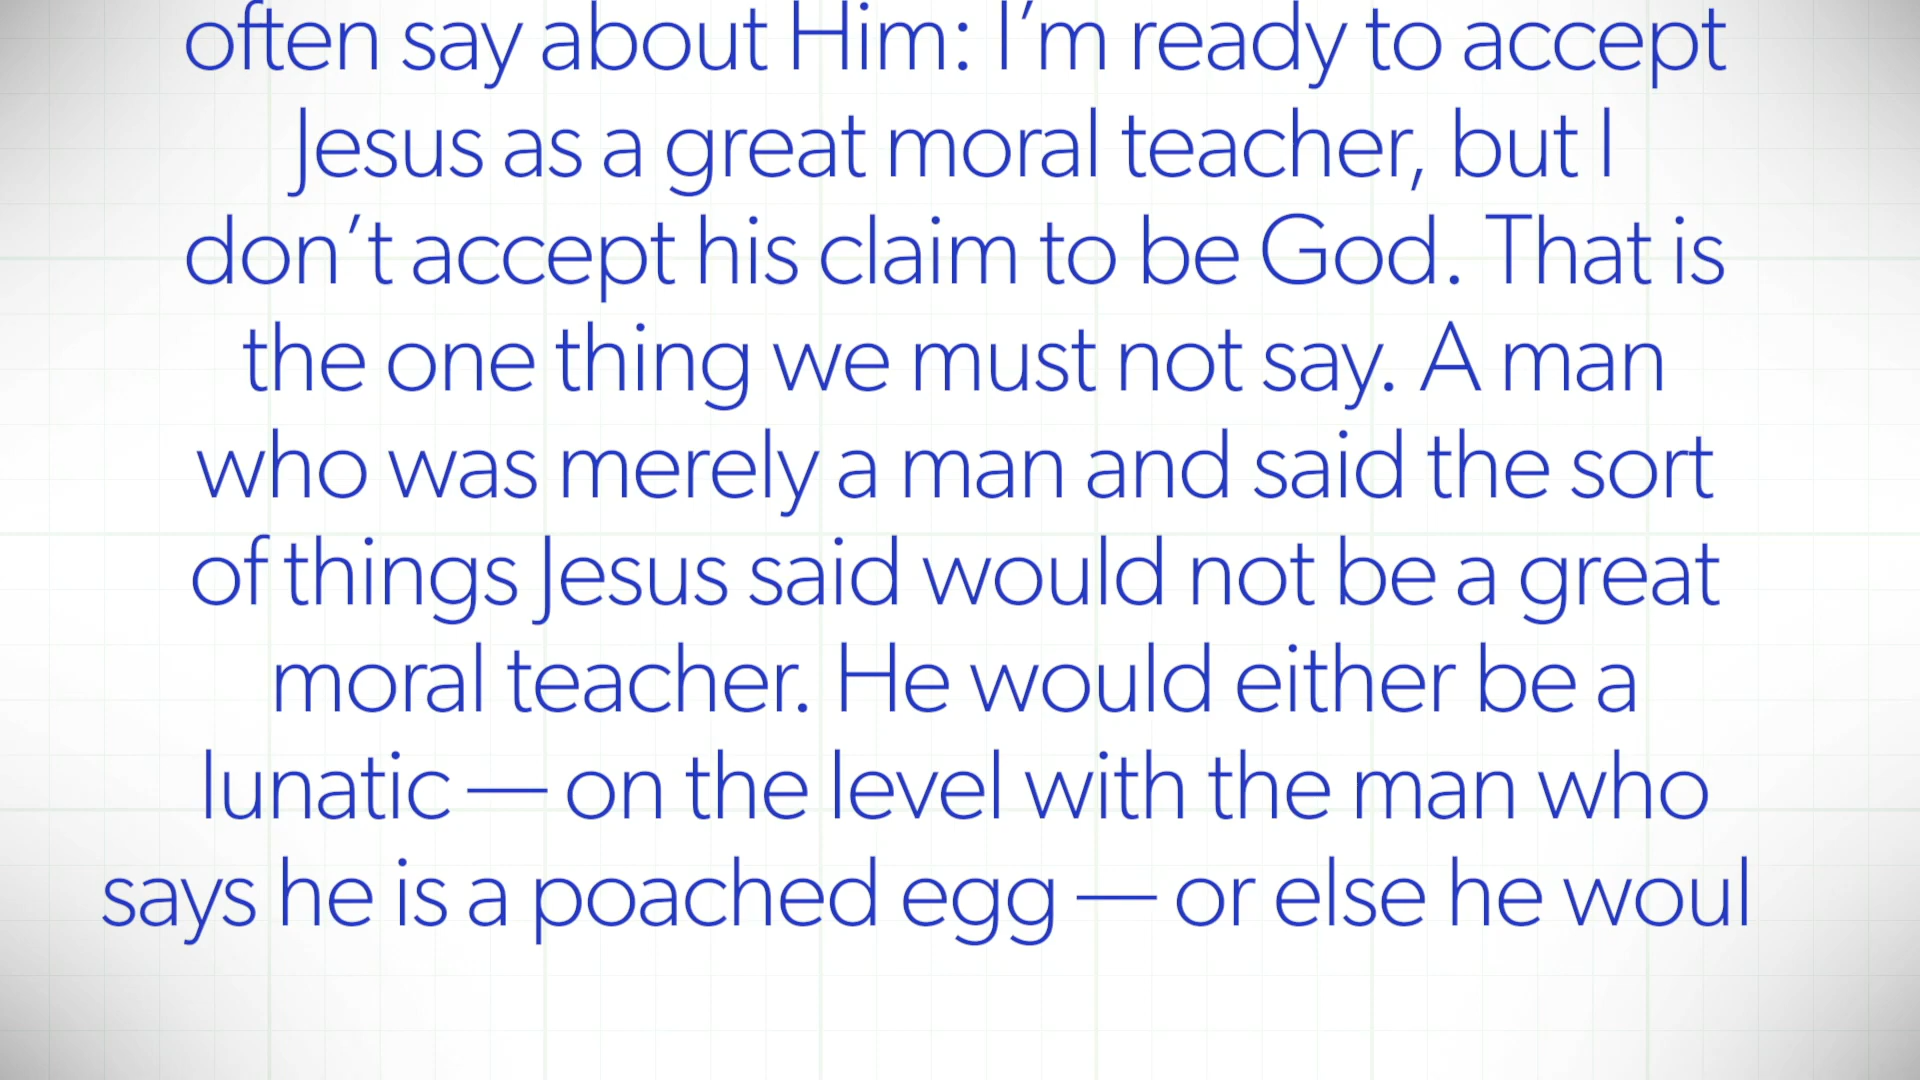 often say about Him: I’m ready to accept
Jesus as a great moral teacher, but I
don’t accept his claim to be God. That is
the one thing we must not say. A man
who was merely a man and said the sort
of things Jesus said would not be a great
moral teacher. He would either be a
lunatic — on the level with the man who
says he is a poached egg — or else he woul